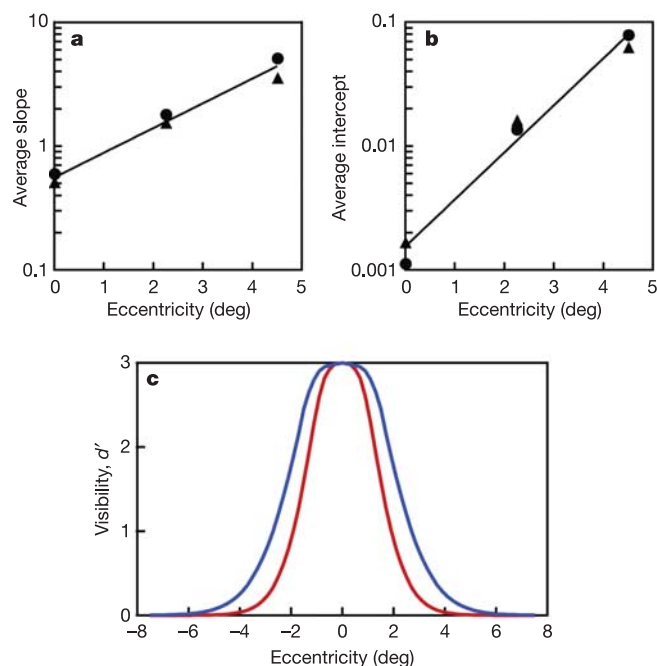 a
10
1
0.1
Average slope
0 1 2 3 4 5
Eccentricity (deg)
b
0.1
0.01
0.001
Average intercept
0 1 2 3 4 5
Eccentricity (deg)
c
3
2
1
0
Visibility, d′
−8 −6 −4 −2 0 2 4 6 8
Eccentricity (deg)